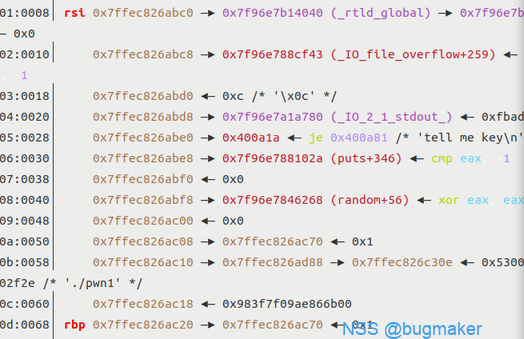 01:0008│ rsi 0x7ffec826abc0 —▸ 0x7f96e7b14040 (_rtld_global) —▸ 0x7f96e7b
— 0x0
02:0010│ 0x7ffec826abc8 —▸ 0x7f96e788cf43 (_IO_file_overflow+259) ◂—
, -1
03:0018│ 0x7ffec826abd0 ◂— 0xc /* '\x0c' */
04:0020│ 0x7ffec826abd8 —▸ 0x7f96e7a1a780 (_IO_2_1_stdout_) ◂— 0xfbad
05:0028│ 0x7ffec826abe0 —▸ 0x400a1a ◂— je 0x400a81 /* 'tell me key\n'
06:0030│ 0x7ffec826abe8 —▸ 0x7f96e788102a (puts+346) ◂— cmp eax, -1
07:0038│ 0x7ffec826abf0 ◂— 0x0
08:0040│ 0x7ffec826abf8 —▸ 0x7f96e7846268 (random+56) ◂— xor eax, eax
09:0048│ 0x7ffec826ac00 ◂— 0x0
0a:0050│ 0x7ffec826ac08 —▸ 0x7ffec826ac70 ◂— 0x1
0b:0058│ 0x7ffec826ac10 —▸ 0x7ffec826ad88 —▸ 0x7ffec826c30e ◂— 0x5300
02f2e /* './pwn1' */
0c:0060│ 0x7ffec826ac18 ◂— 0x983f7f09ae866b00
0d:0068│ rbp 0x7ffec826ac20 —▸ 0x7ffec826ac70 ◂— 0x1
NSS @bugmaker